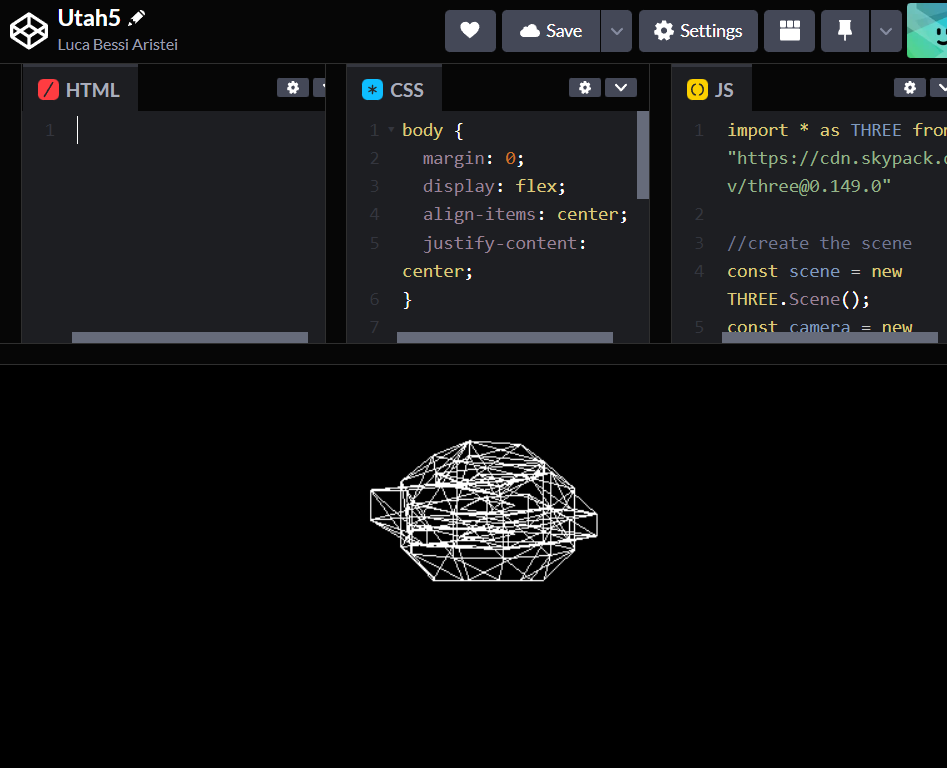 Utah5
Luca Bessi Aristei
Save
Settings
HTML
1
CSS
1 body {
2 margin: 0;
3 display: flex;
4 align-items: center;
5 justify-content:
center;
6 }
7
JS
1 import * as THREE from
"https://cdn.skypack.
v/three@0.149.0"
2
3 //create the scene
4 const scene = new
THREE.Scene();
5 const camera = new